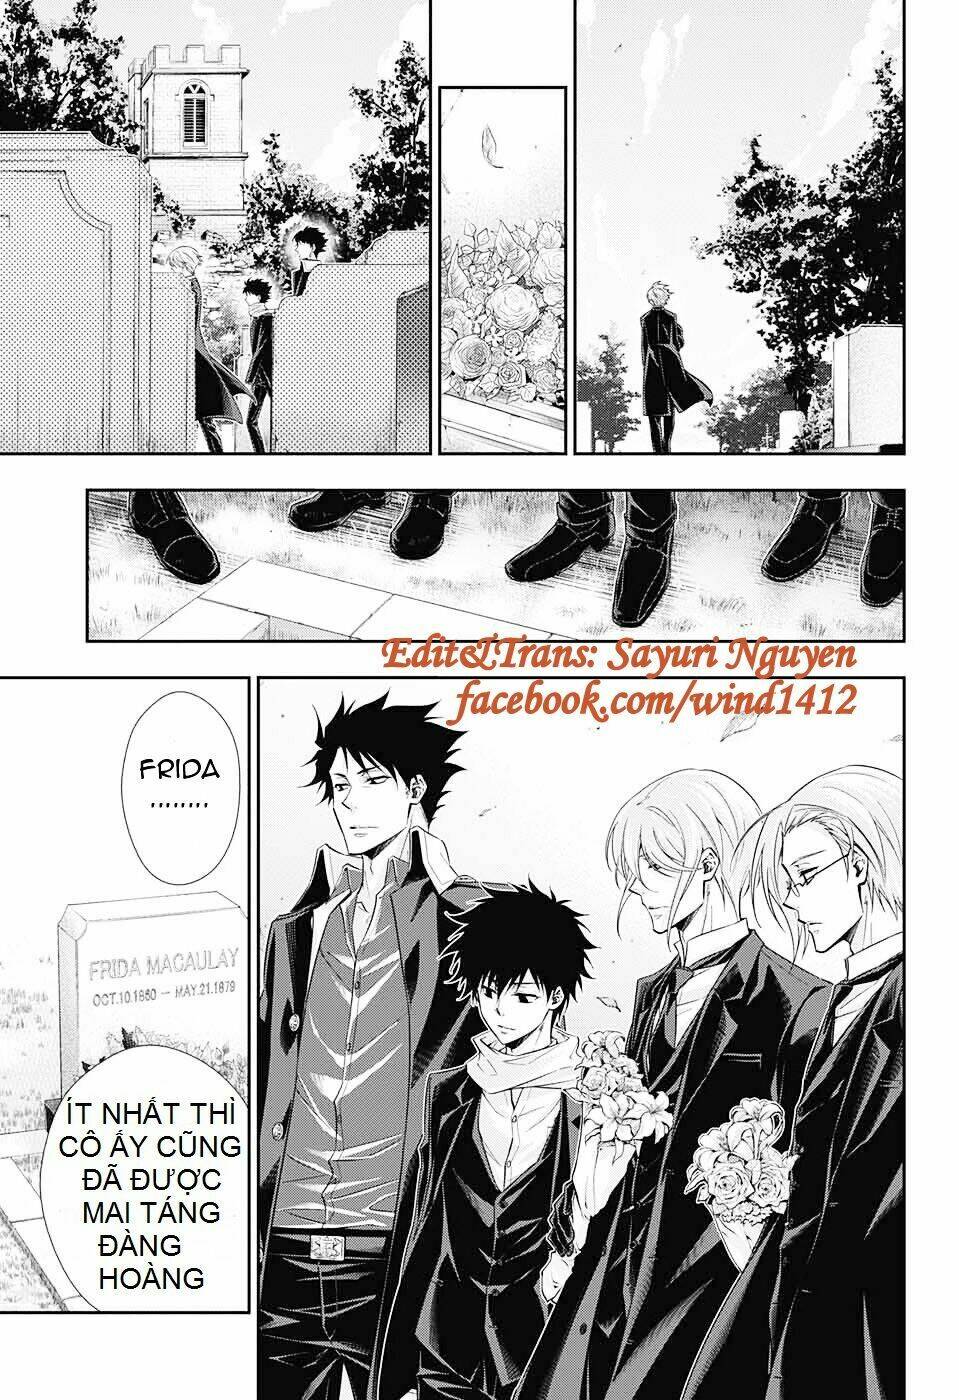 Edit&Trans: Sayuri Nguyen
facebook.com/wind1412
FRIDA
........
FRIDA MACAULAY
OCT.10.1860 — MAY.21.1879
ÍT NHẤT THÌ
CÔ ẤY CŨNG
ĐÃ ĐƯỢC
MAI TÁNG
ĐÀNG
HOÀNG